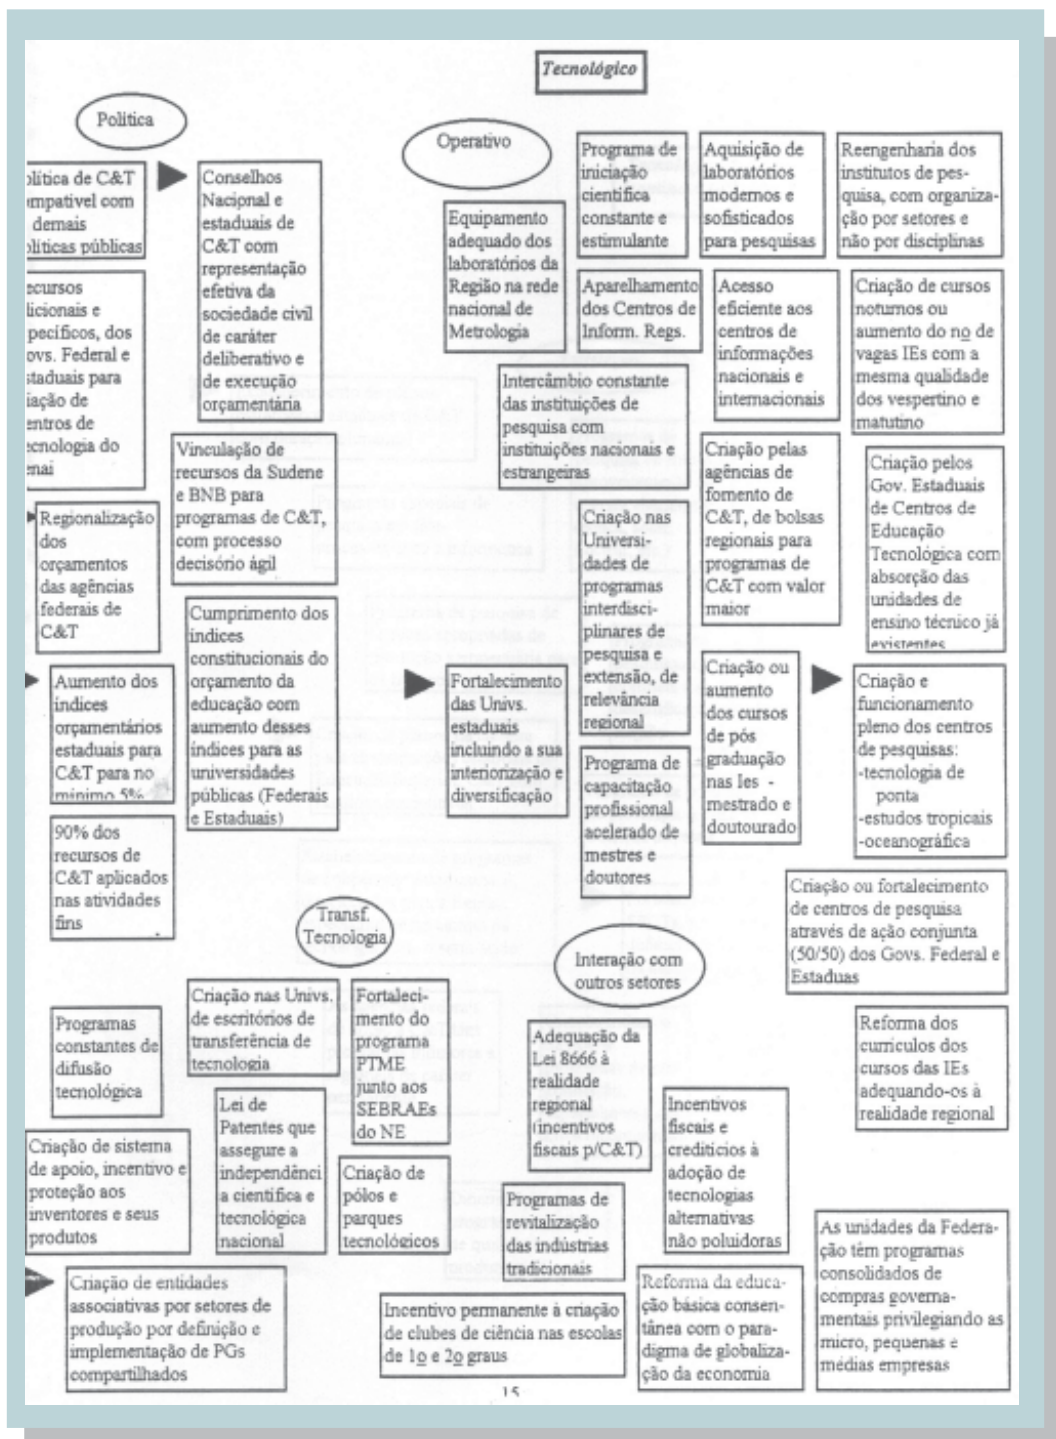 Tecnológico
Política
olítica de C&T
ompatível com
demais
olíticas públicas
ecursos
licionais e
pecíficos, dos
ovs. Federal e
staduais para
iação de
entros de
ecnologia do
enai
Regionalização
dos
orçamentos
das agências
federais de
C&T
Aumento dos
índices
orçamentários
estaduais para
C&T para no
mínimo 5%
90% dos
recursos de
C&T aplicados
nas atividades
fins
Conselhos
Nacional e
estaduais de
C&T com
representação
efetiva da
sociedade civil
de caráter
deliberativo e
de execução
orçamentária
Vinculação de
recursos da Sudene
e BNB para
programas de C&T,
com processo
decisório ágil
Cumprimento dos
índices
constitucionais do
orçamento da
educação com
aumento desses
índices para as
universidades
públicas (Federais
e Estaduais)
Operativo
Equipamento
adequado dos
laboratórios da
Região na rede
nacional de
Metrologia
Programa de
iniciação
científica
constante e
estimulante
Aquisição de
laboratórios
modernos e
sofisticados
para pesquisas
Reengenharia dos
institutos de pes-
quisa, com organiza-
ção por setores e
não por disciplinas
Aparelhamento
dos Centros de
Inform. Regs.
Acesso
eficiente aos
centros de
informações
nacionais e
internacionais
Criação de cursos
noturnos ou
aumento do no de
vagas IEs com a
mesma qualidade
dos vespertino e
matutino
Intercâmbio constante
das instituições de
pesquisa com
instituições nacionais e
estrangeiras
Criação pelas
agências de
fomento de
C&T, de bolsas
regionais para
programas de
C&T com valor
maior
Criação pelos
Gov. Estaduais
de Centros de
Educação
Tecnológica com
absorção das
unidades de
ensino técnico já
existentes
Criação nas
Universi-
dades de
programas
interdisci-
plinares de
pesquisa e
extensão, de
relevância
regional
Fortalecimento
das Univs.
estaduais
incluindo a sua
interiorização e
diversificação
Criação ou
aumento
dos cursos
de pós
graduação
nas Ies -
mestrado e
doutourado
Criação e
funcionamento
pleno dos centros
de pesquisas:
-tecnologia de
ponta
-estudos tropicais
-oceanográfica
Programa de
capacitação
profissional
acelerado de
mestres e
doutores
Criação ou fortalecimento
de centros de pesquisa
através de ação conjunta
(50/50) dos Govs. Federal e
Estaduas
Reforma dos
currículos dos
cursos das IEs
adequando-os à
realidade regional
Transf.
Tecnologia
Programas
constantes de
difusão
tecnológica
Criação nas Univs.
de escritórios de
transferência de
tecnologia
Fortaleci-
mento do
programa
PTME
junto aos
SEBRAEs
do NE
Lei de
Patentes que
assegure a
independênci
a científica e
tecnológica
nacional
Criação de sistema
de apoio, incentivo e
proteção aos
inventores e seus
produtos
Criação de
pólos e
parques
tecnológicos
Criação de entidades
associativas por setores de
produção por definição e
implementação de PGs
compartilhados
Interação com
outros setores
Adequação da
Lei 8666 à
realidade
regional
(incentivos
fiscais p/C&T)
Incentivos
fiscais e
creditícios à
adoção de
tecnologias
alternativas
não poluidoras
Programas de
revitalização
das indústrias
tradicionais
Incentivo permanente à criação
de clubes de ciência nas escolas
de 1o e 2o graus
Reforma da educa-
ção básica consen-
tânea com o para-
digma de globaliza-
ção da economia
As unidades da Federa-
ção têm programas
consolidados de
compras governa-
mentais privilegiando as
micro, pequenas e
médias empresas
15